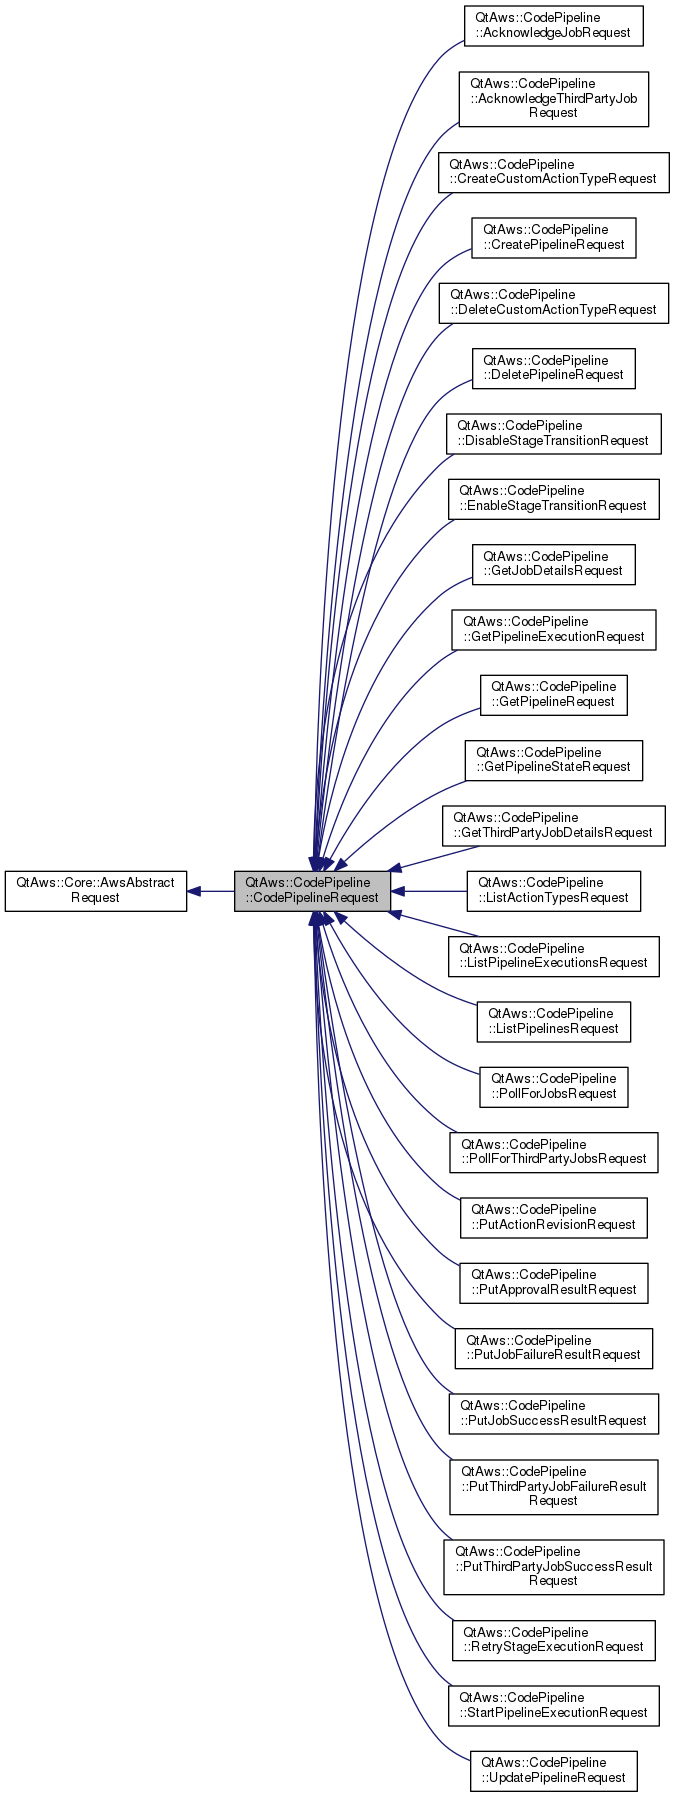 QtAws::CodePipeline
::AcknowledgeJobRequest
QtAws::CodePipeline
::AcknowledgeThirdPartyJob
Request
QtAws::CodePipeline
::CreateCustomActionTypeRequest
QtAws::CodePipeline
::CreatePipelineRequest
QtAws::CodePipeline
::DeleteCustomActionTypeRequest
QtAws::CodePipeline
::DeletePipelineRequest
QtAws::CodePipeline
::DisableStageTransitionRequest
QtAws::CodePipeline
::EnableStageTransitionRequest
QtAws::CodePipeline
::GetJobDetailsRequest
QtAws::CodePipeline
::GetPipelineExecutionRequest
QtAws::CodePipeline
::GetPipelineRequest
QtAws::CodePipeline
::GetPipelineStateRequest
QtAws::CodePipeline
::GetThirdPartyJobDetailsRequest
QtAws::Core::AwsAbstract
Request
QtAws::CodePipeline
::CodePipelineRequest
QtAws::CodePipeline
::ListActionTypesRequest
QtAws::CodePipeline
::ListPipelineExecutionsRequest
QtAws::CodePipeline
::ListPipelinesRequest
QtAws::CodePipeline
::PollForJobsRequest
QtAws::CodePipeline
::PollForThirdPartyJobsRequest
QtAws::CodePipeline
::PutActionRevisionRequest
QtAws::CodePipeline
::PutApprovalResultRequest
QtAws::CodePipeline
::PutJobFailureResultRequest
QtAws::CodePipeline
::PutJobSuccessResultRequest
QtAws::CodePipeline
::PutThirdPartyJobFailureResult
Request
QtAws::CodePipeline
::PutThirdPartyJobSuccessResult
Request
QtAws::CodePipeline
::RetryStageExecutionRequest
QtAws::CodePipeline
::StartPipelineExecutionRequest
QtAws::CodePipeline
::UpdatePipelineRequest